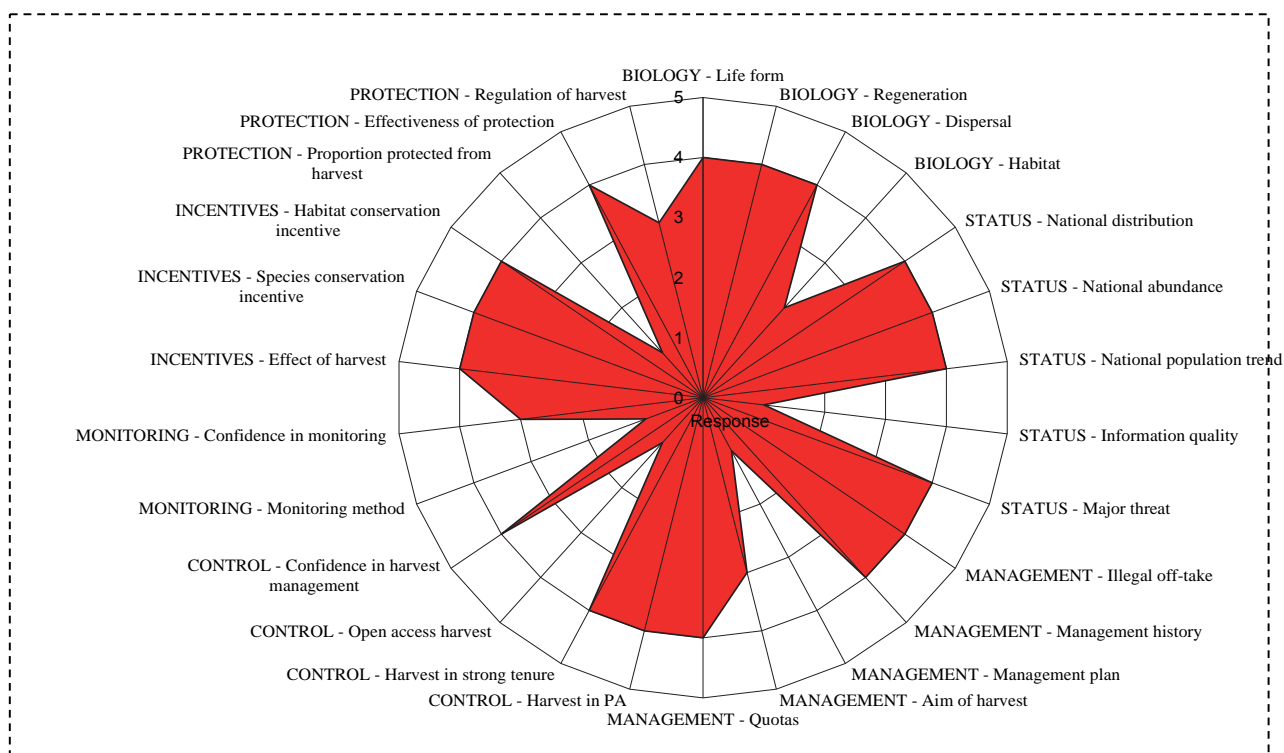 BIOLOGY - Life form
BIOLOGY - Regeneration
BIOLOGY - Dispersal
BIOLOGY - Habitat
STATUS - National distribution
STATUS - National abundance
STATUS - National population trend
STATUS - Information quality
STATUS - Major threat
MANAGEMENT - Illegal off-take
MANAGEMENT - Management history
MANAGEMENT - Management plan
MANAGEMENT - Aim of harvest
MANAGEMENT - Quotas
CONTROL - Harvest in PA
CONTROL - Harvest in strong tenure
CONTROL - Open access harvest
CONTROL - Confidence in harvest
management
MONITORING - Monitoring method
MONITORING - Confidence in monitoring
INCENTIVES - Effect of harvest
INCENTIVES - Species conservation
incentive
INCENTIVES - Habitat conservation
incentive
PROTECTION - Proportion protected from
harvest
PROTECTION - Effectiveness of protection
PROTECTION - Regulation of harvest
5
4
3
2
1
0
Response